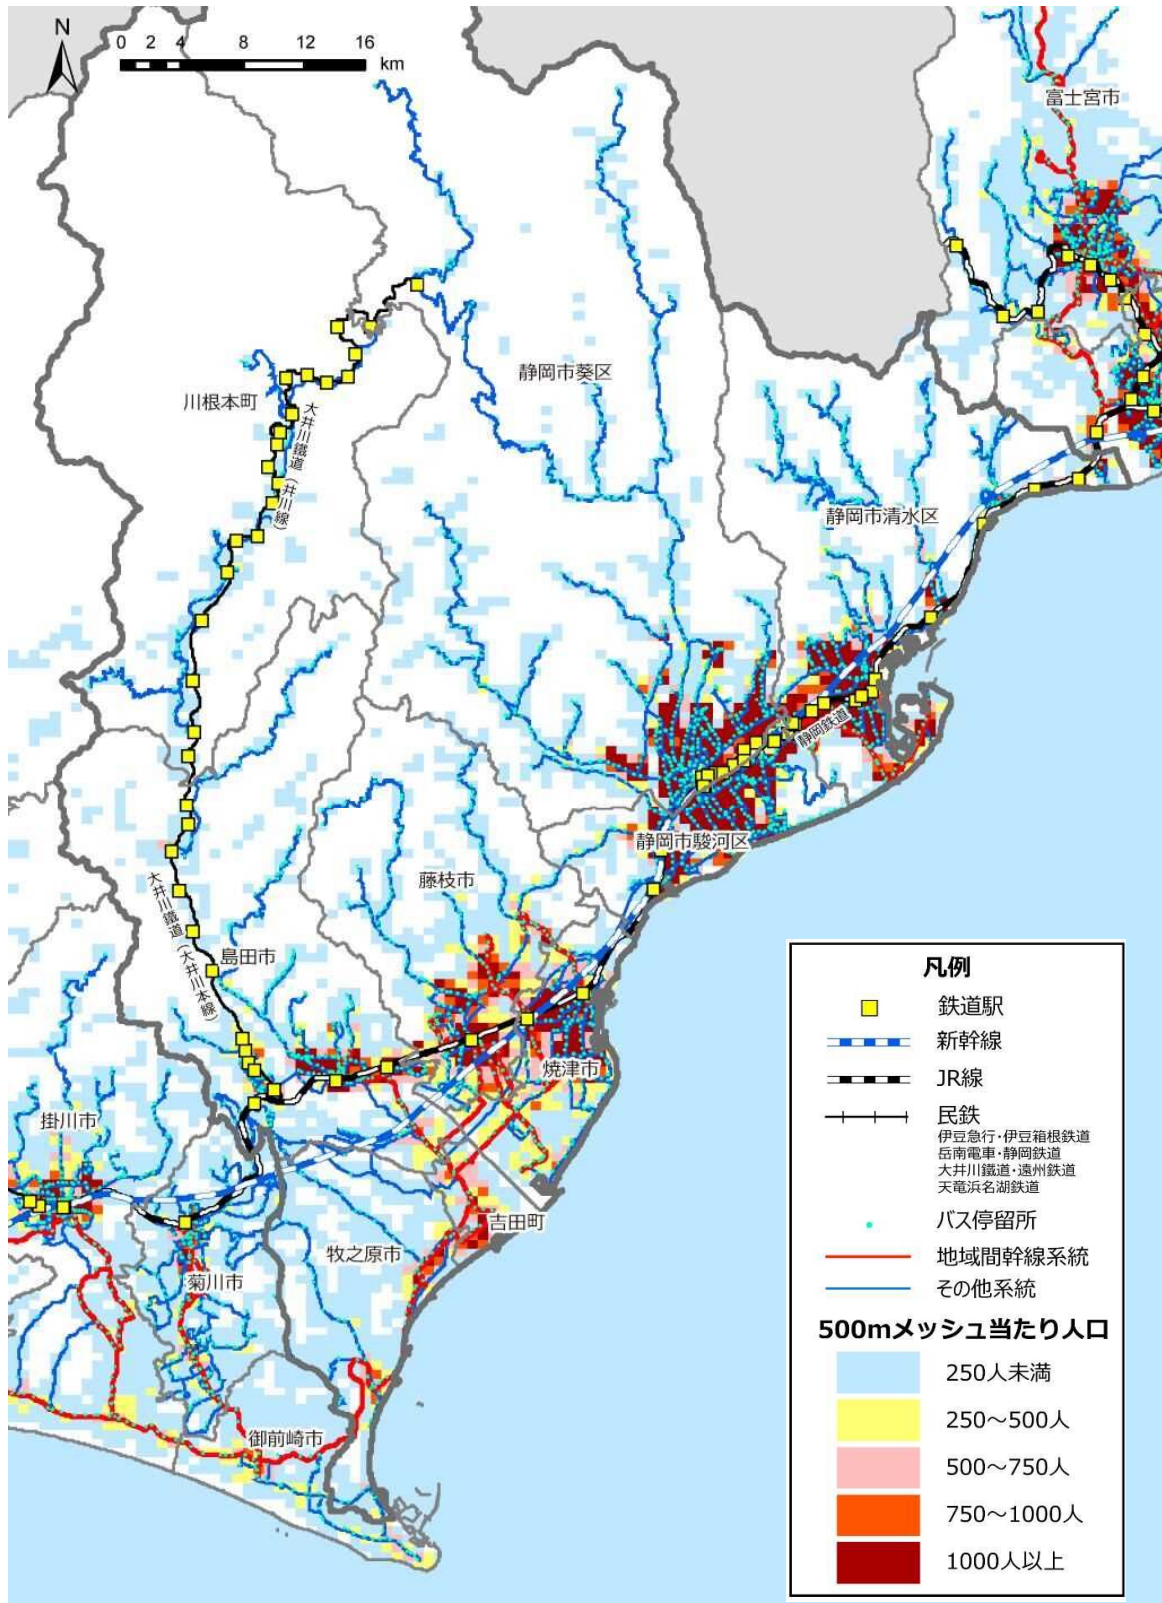 N
0 2 4 8 12 16
km
富士宮市
静岡市葵区
川根本町
大井川鐵道（井川線）
静岡市清水区
静岡鉄道
静岡市駿河区
藤枝市
大井川鐵道（大井川本線）
島田市
焼津市
掛川市
吉田町
牧之原市
菊川市
御前崎市
凡例
鉄道駅
新幹線
JR線
民鉄
伊豆急行・伊豆箱根鉄道
岳南電車・静岡鉄道
大井川鐵道・遠州鉄道
天竜浜名湖鉄道
バス停留所
地域間幹線系統
その他系統
500mメッシュ当たり人口
250人未満
250～500人
500～750人
750～1000人
1000人以上